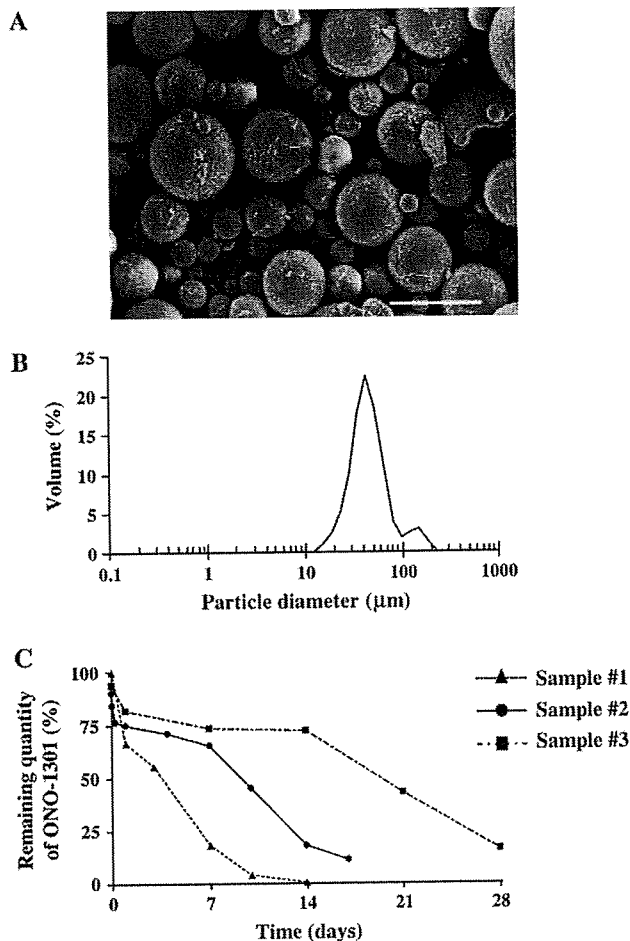 A
B
25
20
15
10
5
0
Volume (%)
0.1 1 10 100 1000
Particle diameter (μm)
C
100
75
50
25
0
Remaining quantity
of ONO-1301 (%)
0 7 14 21 28
Time (days)
Sample #1
Sample #2
Sample #3